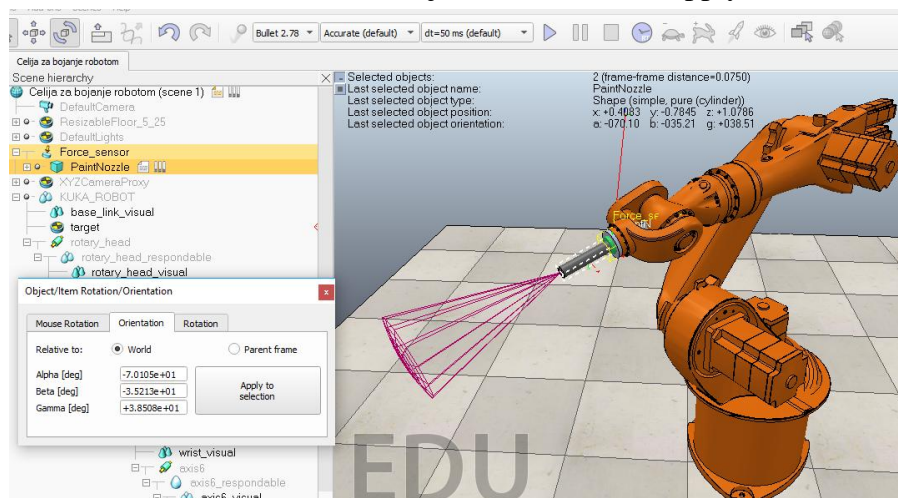 Bullet 2.78
Accurate (default)
dt=50 ms (default)
Celija za bojanje robotom
Scene hierarchy
Celija za bojanje robotom (scene 1)
DefaultCamera
ResizableFloor_5_25
DefaultLights
Force_sensor
PaintNozzle
XYZCameraProxy
KUKA_ROBOT
base_link_visual
target
rotary_head
rotary_head_respondable
rotary_head_visual
Selected objects: 2 (frame-frame distance=0.0750)
Last selected object name: PaintNozzle
Last selected object type: Shape (simple, pure (cylinder))
Last selected object position: x: +0.4083 y: -0.7845 z: +1.0786
Last selected object orientation: a: -070.10 b: -035.21 g: +038.51
Object/Item Rotation/Orientation
x
Mouse Rotation Orientation Rotation
Relative to: World Parent frame
Alpha [deg] -7.0105e+01
Beta [deg] -3.5213e+01
Gamma [deg] +3.8508e+01
Apply to
selection
wrist_visual
axis6
axis6_respondable
axis6_visual
EDU